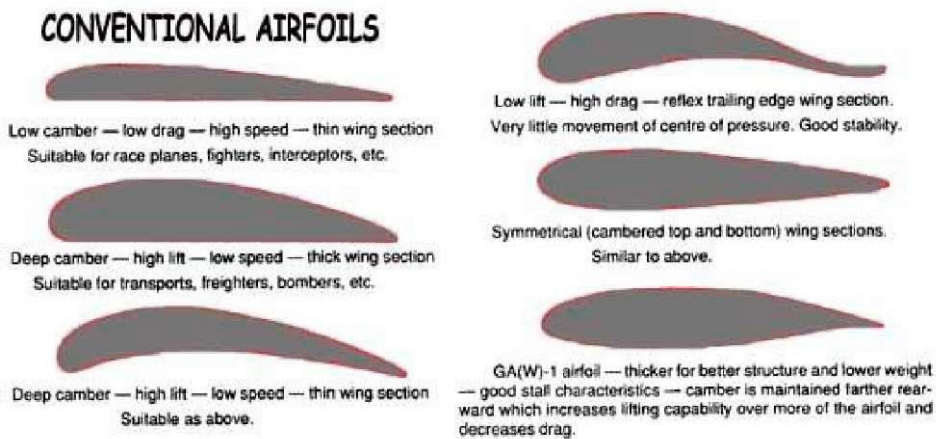 CONVENTIONAL AIRFOILS
Low camber — low drag — high speed — thin wing section
Suitable for race planes, fighters, interceptors, etc.
Deep camber — high lift — low speed — thick wing section
Suitable for transports, freighters, bombers, etc.
Deep camber — high lift — low speed — thin wing section
Suitable as above.
Low lift — high drag — reflex trailing edge wing section.
Very little movement of centre of pressure. Good stability.
Symmetrical (cambered top and bottom) wing sections.
Similar to above.
GA(W)-1 airfoil — thicker for better structure and lower weight
— good stall characteristics — camber is maintained farther rear-
ward which increases lifting capability over more of the airfoil and
decreases drag.